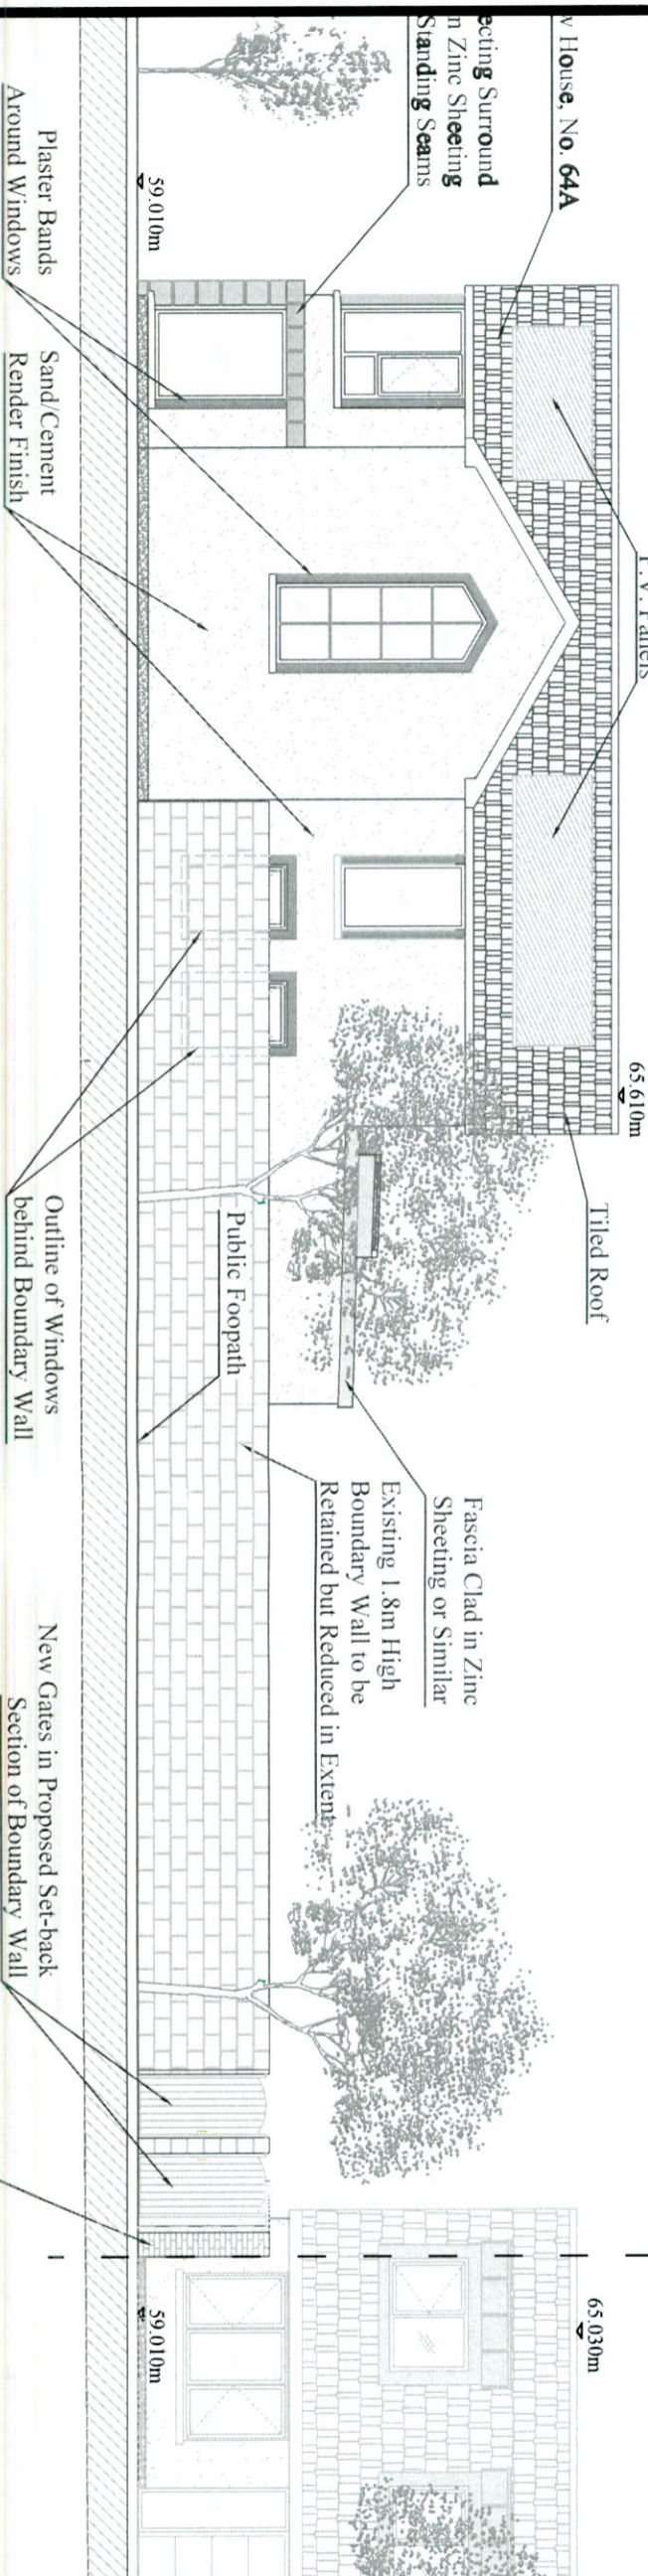 v House, No. 64A
ecting Surround
n Zinc Sheeting
Standing Seams
59.010m
Plaster Bands
Around Windows
Sand/Cement
Render Finish
P.V. Panels
65.610m
Tiled Roof
Public Foopath
Outline of Windows
behind Boundary Wall
Fascia Clad in Zinc
Sheeting or Similar
Existing 1.8m High
Boundary Wall to be
Retained but Reduced in Extent
New Gates in Proposed Set-back
Section of Boundary Wall
65.030m
59.010m